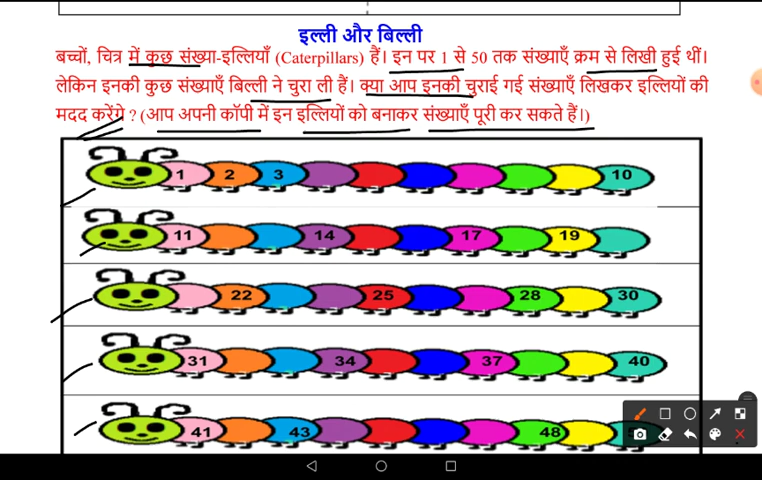 इल्ली और बिल्ली
बच्चों, चित्र में कुछ संख्या-इल्लियाँ (Caterpillars) हैं। इन पर 1 से 50 तक संख्याएँ क्रम से लिखी हुई थीं।
लेकिन इनकी कुछ संख्याएँ बिल्ली ने चुरा ली हैं। क्या आप इनकी चुराई गई संख्याएँ लिखकर इल्लियों की
मदद करेंगे ? (आप अपनी कॉपी में इन इल्लियों को बनाकर संख्याएँ पूरी कर सकते हैं।)
1 2 3 10
11 14 17 19
22 25 28 30
31 34 37 40
41 43 48